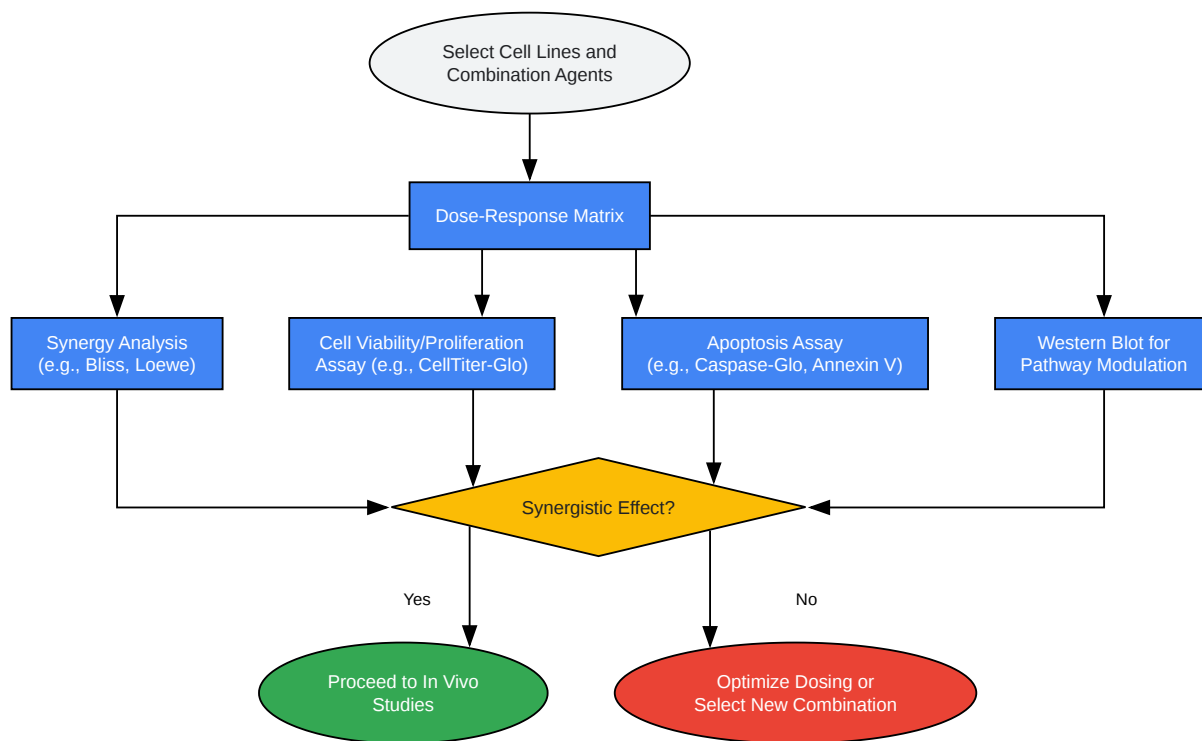 Select Cell Lines and
Combination Agents
Dose-Response Matrix
Synergy Analysis
(e.g., Bliss, Loewe)
Cell Viability/Proliferation
Assay (e.g., CellTiter-Glo)
Apoptosis Assay
(e.g., Caspase-Glo, Annexin V)
Western Blot for
Pathway Modulation
Synergistic Effect?
Yes
No
Proceed to In Vivo
Studies
Optimize Dosing or
Select New Combination